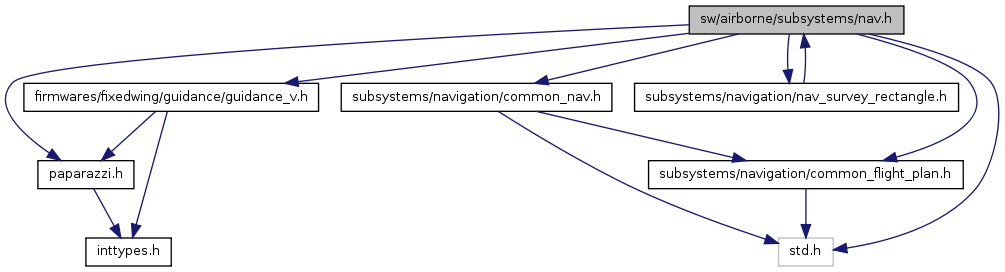 sw/airborne/subsystems/nav.h
firmwares/fixedwing/guidance/guidance_v.h
subsystems/navigation/common_nav.h
subsystems/navigation/nav_survey_rectangle.h
paparazzi.h
subsystems/navigation/common_flight_plan.h
inttypes.h
std.h